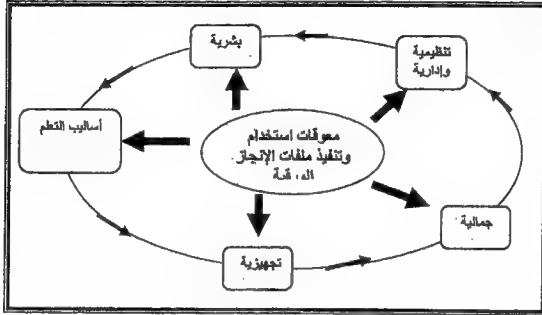 بشرية
تنظيمية
وإدارية
أساليب التعلم
معوقات استخدام
وتنفيذ ملفات الإنجاز
جمالية
تجهيزية